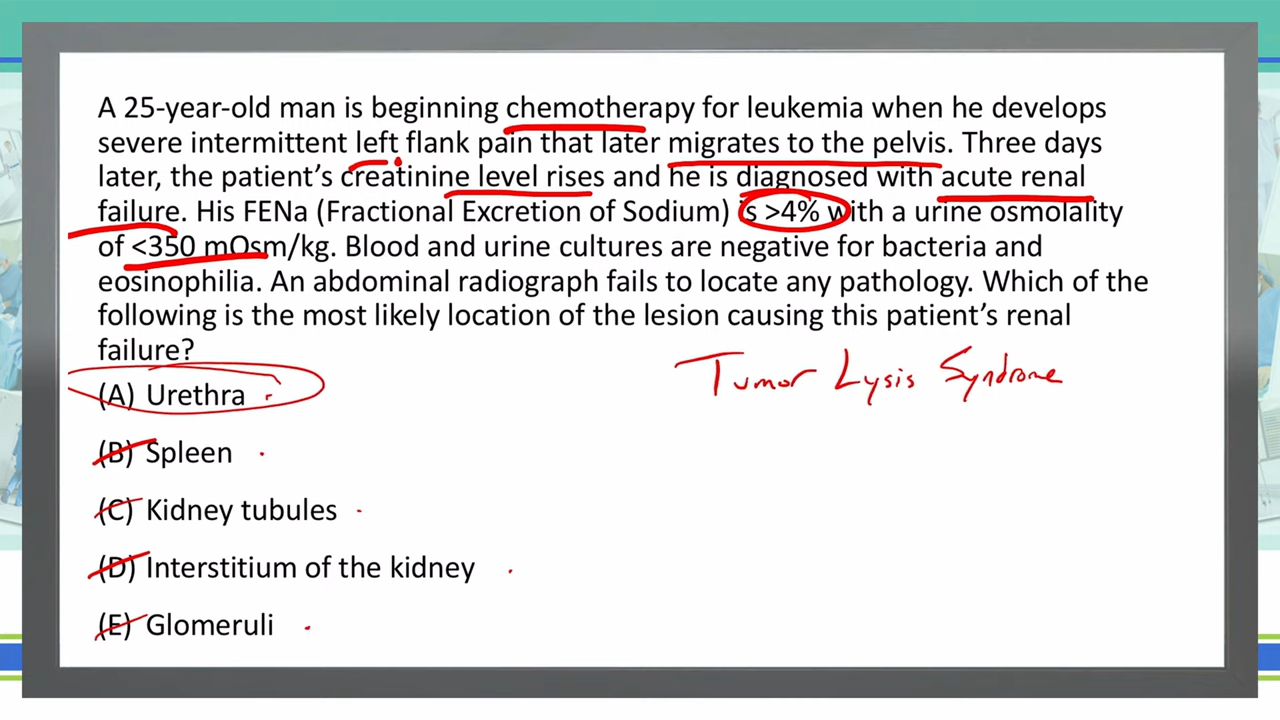 A 25-year-old man is beginning chemotherapy for leukemia when he develops
severe intermittent left flank pain that later migrates to the pelvis. Three days
later, the patient's creatinine level rises and he is diagnosed with acute renal
failure. His FENa (Fractional Excretion of Sodium) is >4% with a urine osmolality
of <350 mOsm/kg. Blood and urine cultures are negative for bacteria and
eosinophilia. An abdominal radiograph fails to locate any pathology. Which of the
following is the most likely location of the lesion causing this patient's renal
failure?
Tumor Lysis Syndrome
(A) Urethra
(B) Spleen
(C) Kidney tubules
(D) Interstitium of the kidney
(E) Glomeruli